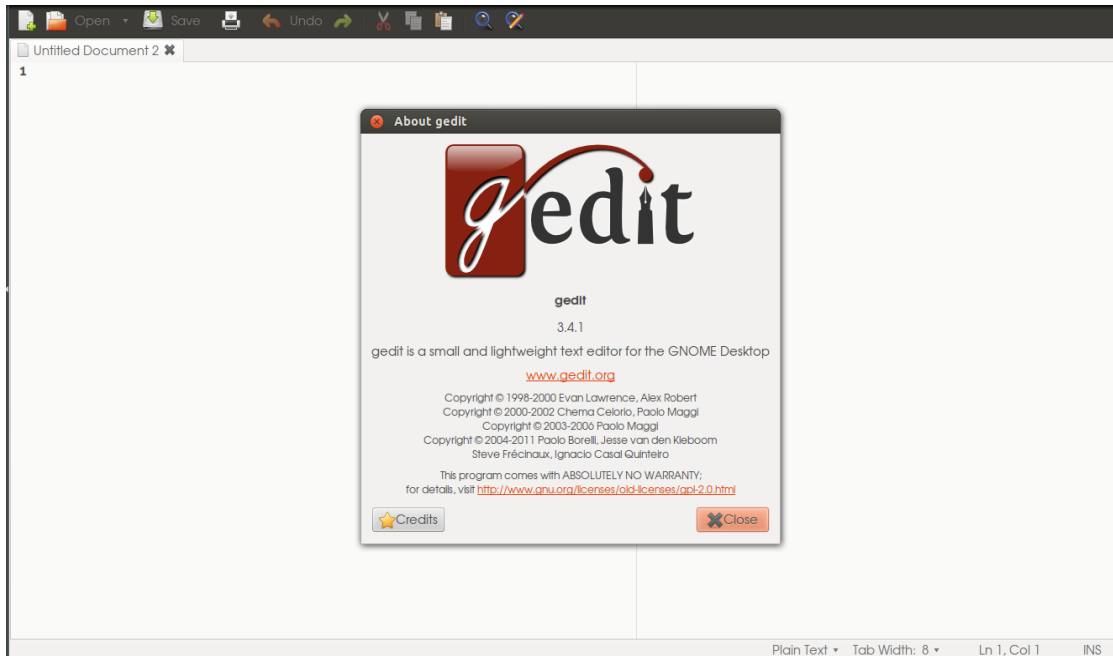 Open Save Undo
Untitled Document 2
1
About gedit
gedit
gedit
3.4.1
gedit is a small and lightweight text editor for the GNOME Desktop
www.gedit.org
Copyright © 1998-2000 Evan Lawrence, Alex Robert
Copyright © 2000-2002 Chema Celorio, Paolo Maggi
Copyright © 2003-2006 Paolo Maggi
Copyright © 2004-2011 Paolo Borelli, Jesse van den Kieboom
Steve Frécinaux, Ignacio Casal Quinteiro
This program comes with ABSOLUTELY NO WARRANTY;
for details, visit http://www.gnu.org/licenses/old-licenses/gpl-2.0.html
Credits Close
Plain Text Tab Width: 8 Ln 1, Col 1 INS